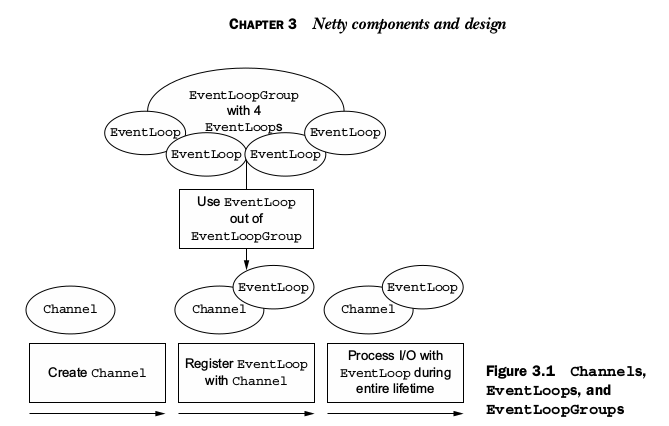 CHAPTER 3 Netty components and design
EventLoopGroup
with 4
EventLoops
EventLoop
EventLoop
EventLoop
EventLoop
Use EventLoop
out of
EventLoopGroup
Channel
Channel
EventLoop
Channel
EventLoop
Create Channel
Register EventLoop
with Channel
Process I/O with
EventLoop during
entire lifetime
Figure 3.1 Channels,
EventLoops, and
EventLoopGroups